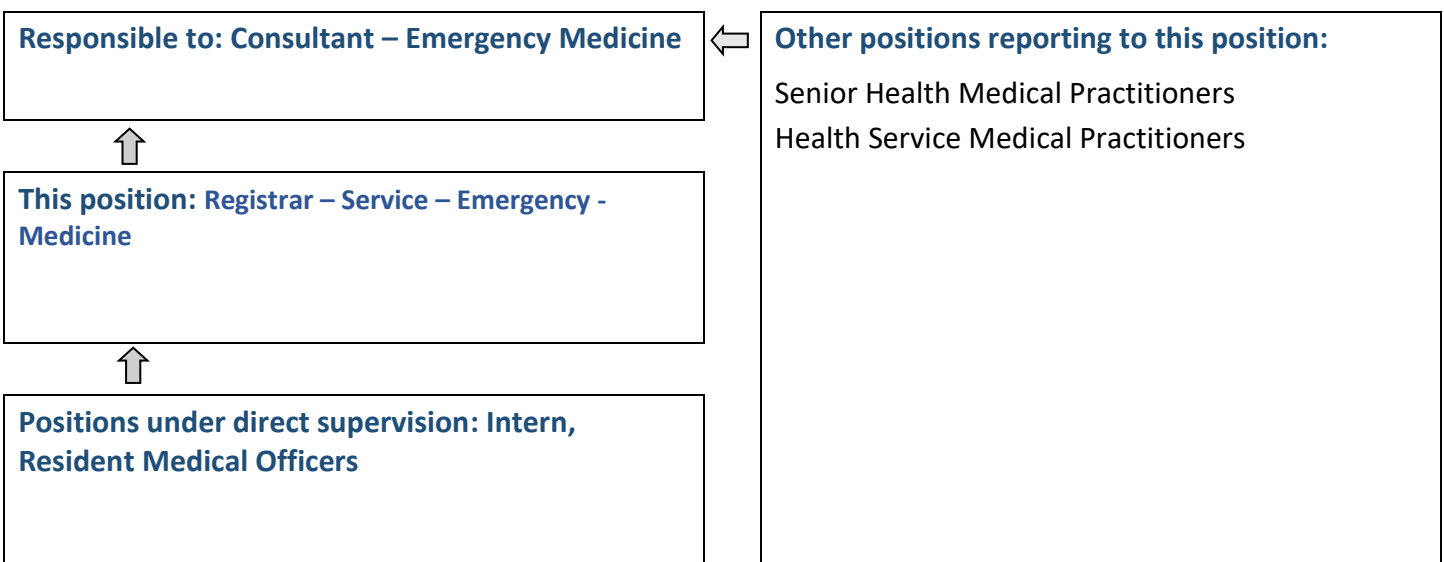 Responsible to: Consultant – Emergency Medicine
This position: Registrar – Service – Emergency -
Medicine
Positions under direct supervision: Intern,
Resident Medical Officers
Other positions reporting to this position:
Senior Health Medical Practitioners
Health Service Medical Practitioners